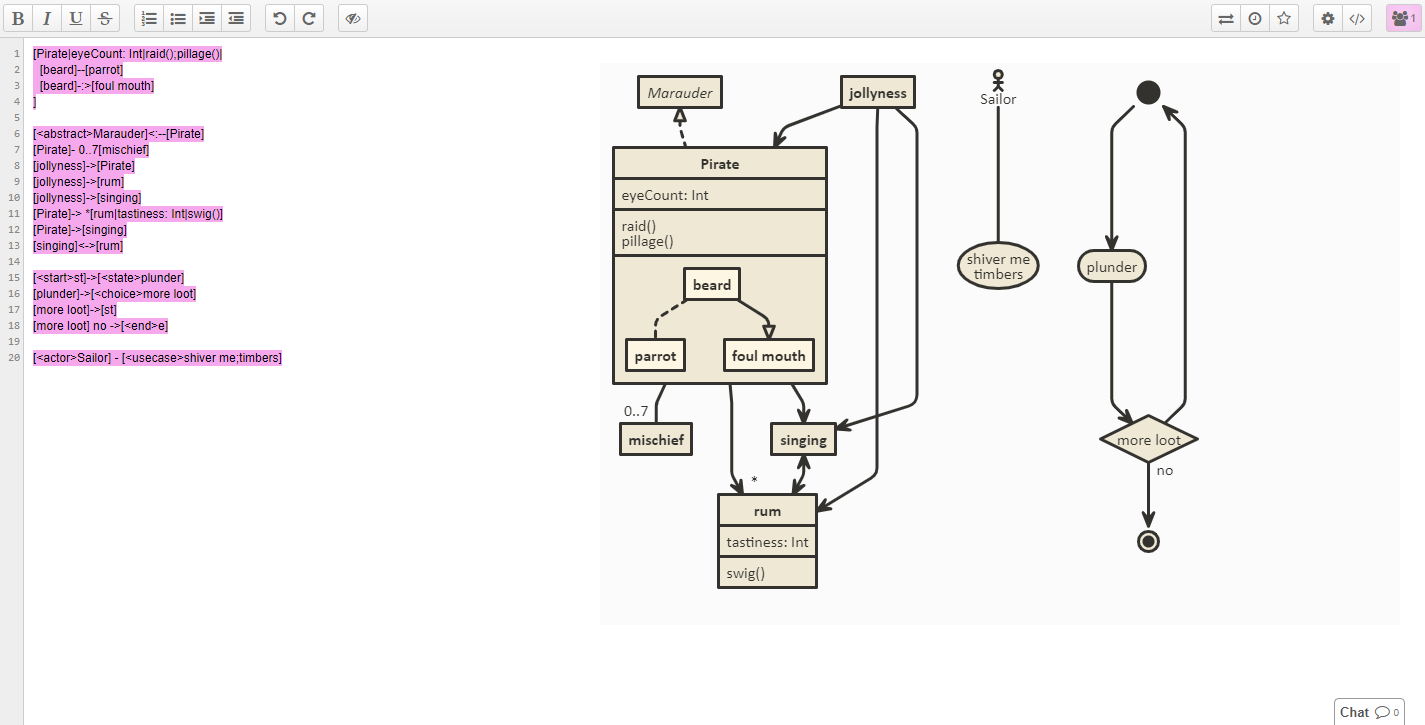 B I U S
1
1 [Pirate|eyeCount: Int|raid();pillage()|
2 [beard]--[parrot]
3 [beard]-:>[foul mouth]
4 ]
5
6 [<abstract>Marauder]<:--[Pirate]
7 [Pirate]- 0..7[mischief]
8 [jollyness]->[Pirate]
9 [jollyness]->[rum]
10 [jollyness]->[singing]
11 [Pirate]-> *[rum|tastiness: Int|swig()]
12 [Pirate]->[singing]
13 [singing]<->[rum]
14
15 [<start>st]->[<state>plunder]
16 [plunder]->[<choice>more loot]
17 [more loot]->[st]
18 [more loot] no ->[<end>e]
19
20 [<actor>Sailor] - [<usecase>shiver me;timbers]
Marauder
jollyness
Pirate
eyeCount: Int
raid()
pillage()
beard
parrot
foul mouth
0..7
mischief
singing
*
rum
tastiness: Int
swig()
Sailor
shiver me
timbers
plunder
more loot
no
Chat 0